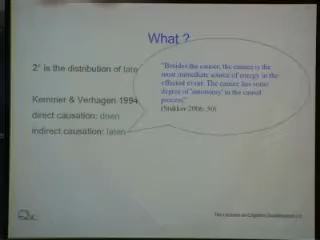 What ?
2° is the distribution of
"Besides the causer, the causee is the
most immediate source of energy in the
effected event. The causee has some
degree of 'autonomy' in the causal
process"
(Stukker 2006: 50)
Kemmer & Verhagen 1994
direct causation: doen
indirect causation: laten